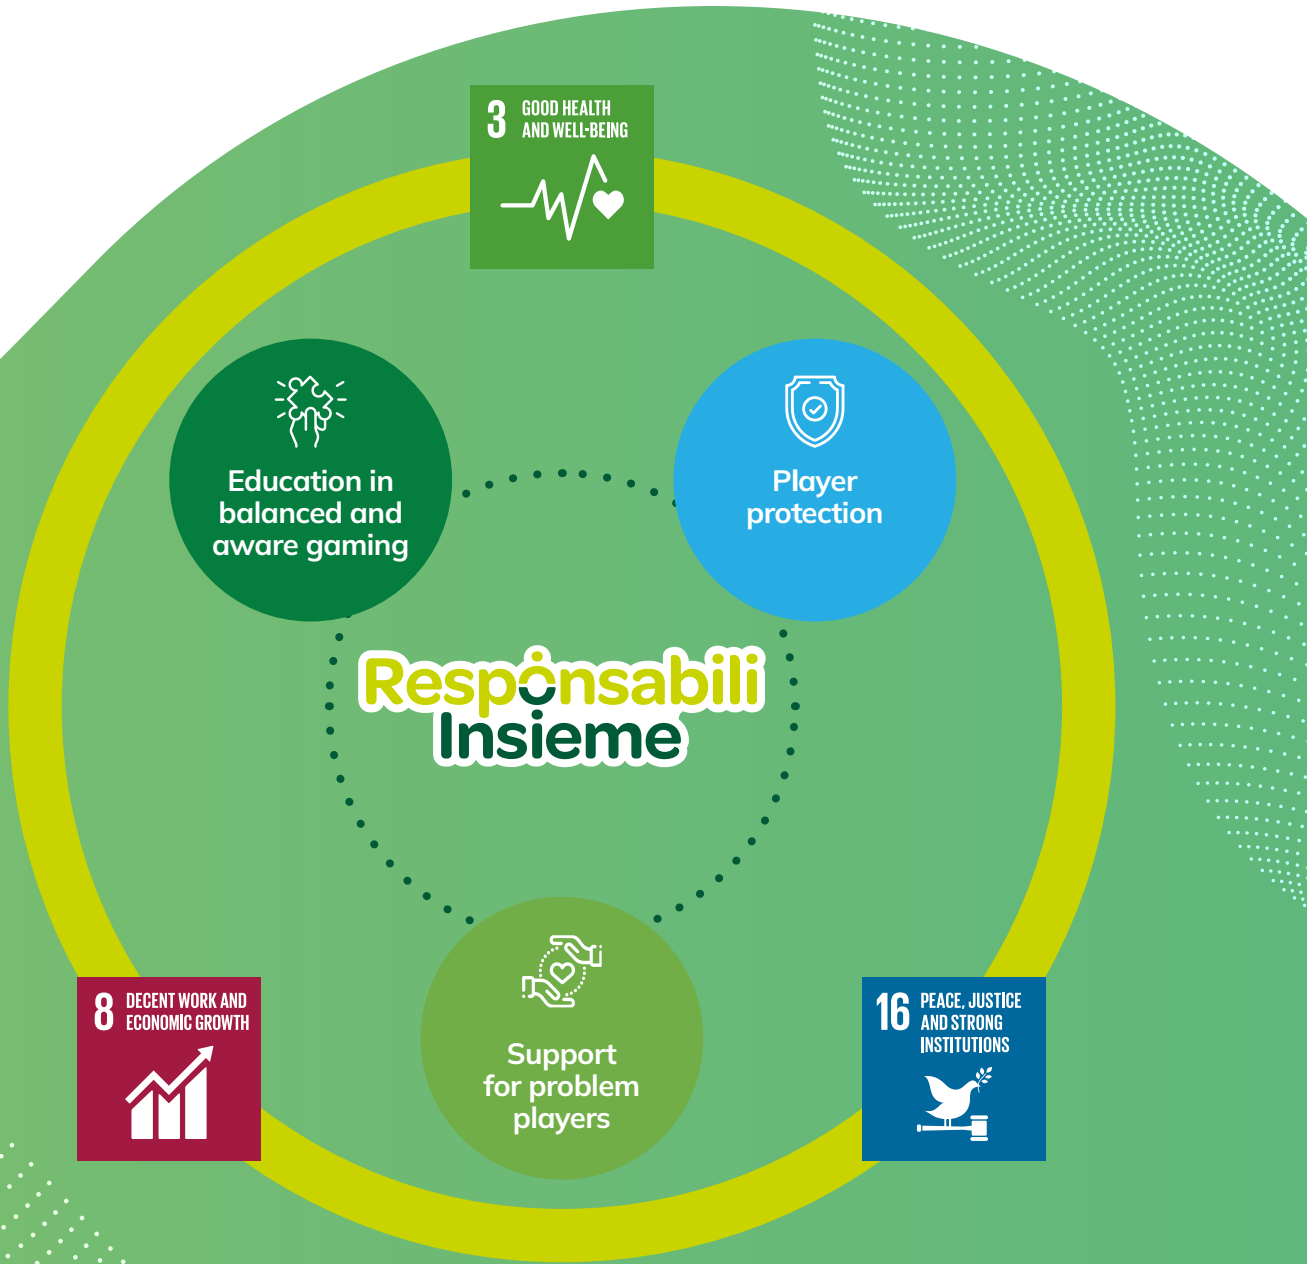 3
GOOD HEALTH
AND WELL-BEING
Education in
balanced and
aware gaming
Player
protection
Responsabili
Insieme
8
DECENT WORK AND
ECONOMIC GROWTH
Support
for problem
players
16
PEACE, JUSTICE
AND STRONG
INSTITUTIONS